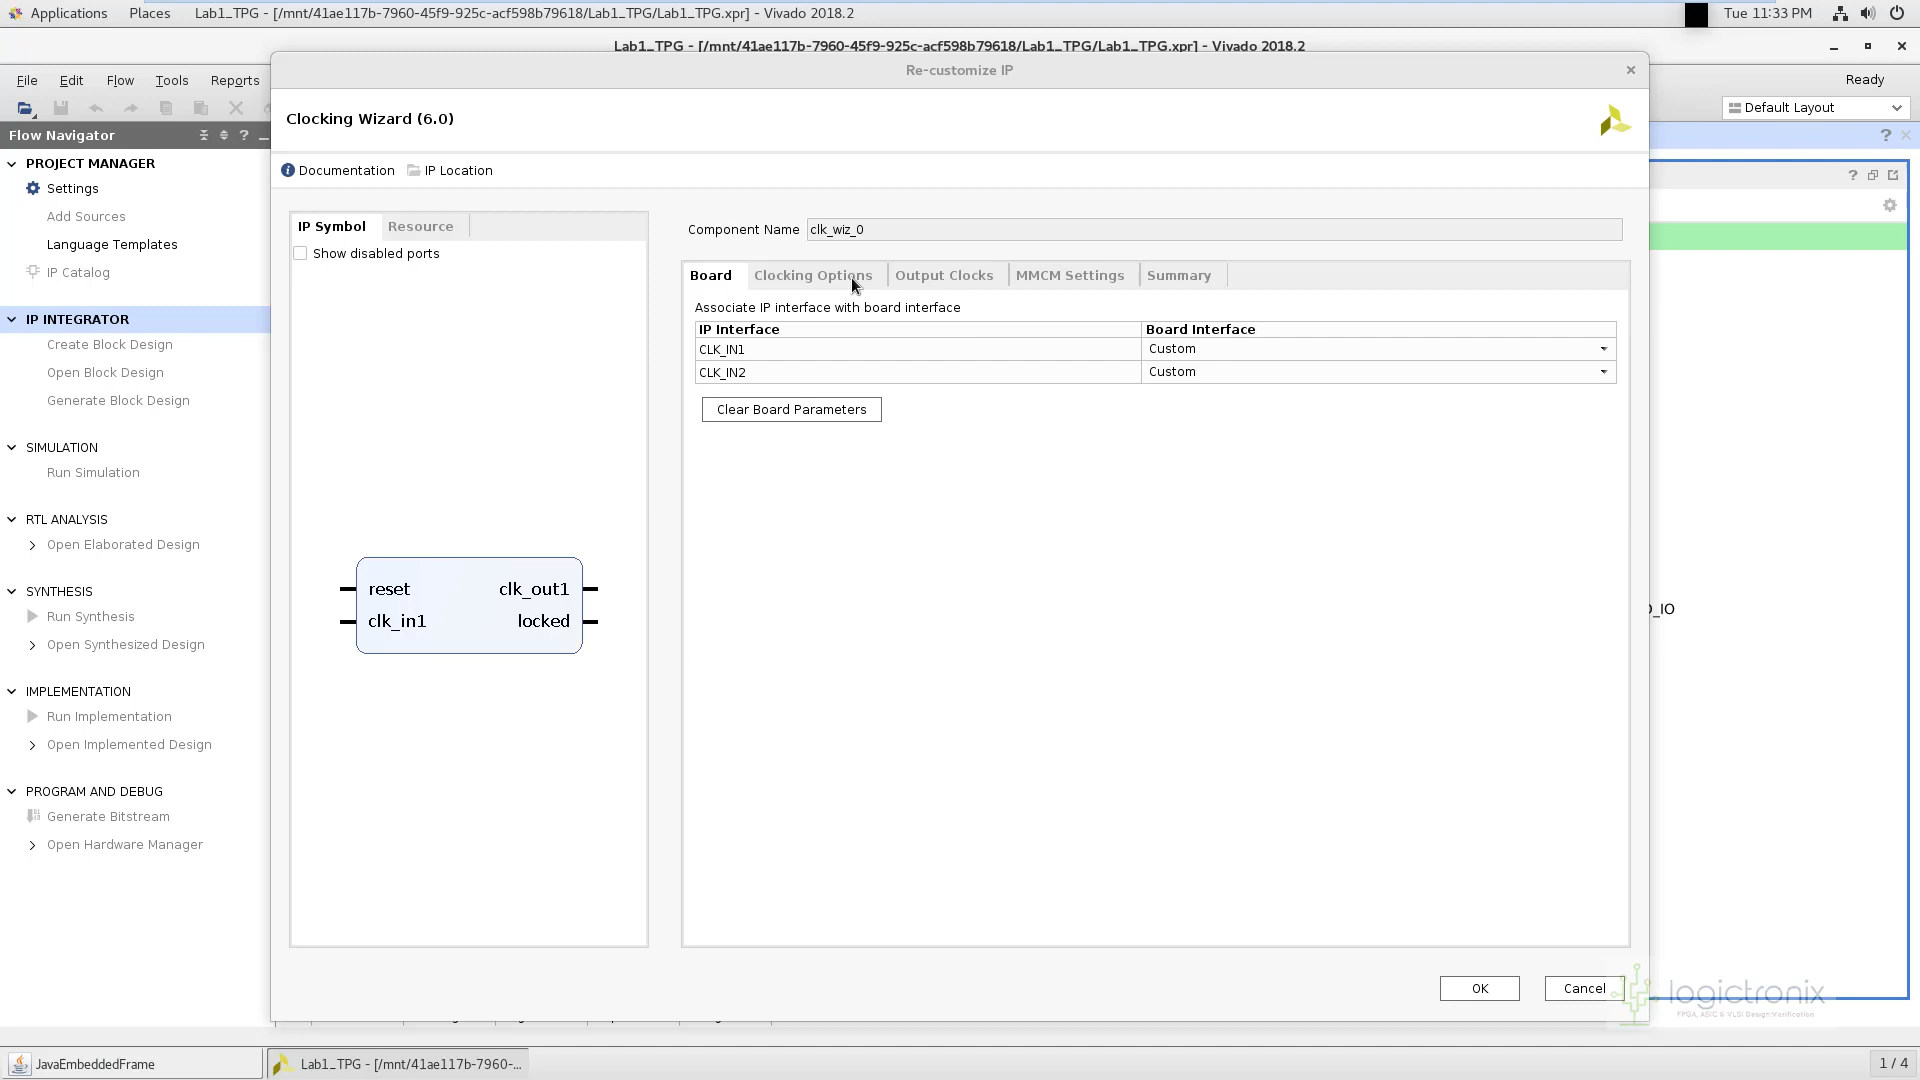 Applications Places Lab1_TPG - [/mnt/41ae117b-7960-45f9-925c-acf598b79618/Lab1_TPG/Lab1_TPG.xpr] - Vivado 2018.2 Tue 11:33 PM
Lab1_TPG - [/mnt/41ae117b-7960-45f9-925c-acf598b79618/Lab1_TPG/Lab1_TPG.xpr] - Vivado 2018.2
File Edit Flow Tools Reports Ready
Default Layout
Re-customize IP
Clocking Wizard (6.0)
Documentation IP Location
Flow Navigator
PROJECT MANAGER
Settings
Add Sources
Language Templates
IP Catalog
IP INTEGRATOR
Create Block Design
Open Block Design
Generate Block Design
SIMULATION
Run Simulation
RTL ANALYSIS
Open Elaborated Design
SYNTHESIS
Run Synthesis
Open Synthesized Design
IMPLEMENTATION
Run Implementation
Open Implemented Design
PROGRAM AND DEBUG
Generate Bitstream
Open Hardware Manager
IP Symbol Resource
Show disabled ports
reset clk_out1
clk_in1 locked
Component Name clk_wiz_0
Board Clocking Options Output Clocks MMCM Settings Summary
Associate IP interface with board interface
IP Interface Board Interface
CLK_IN1 Custom
CLK_IN2 Custom
Clear Board Parameters
_IO
OK Cancel
logictronix
FPGA, ASIC & VLSI Design Verification
JavaEmbeddedFrame Lab1_TPG - [/mnt/41ae117b-7960-... 1 / 4